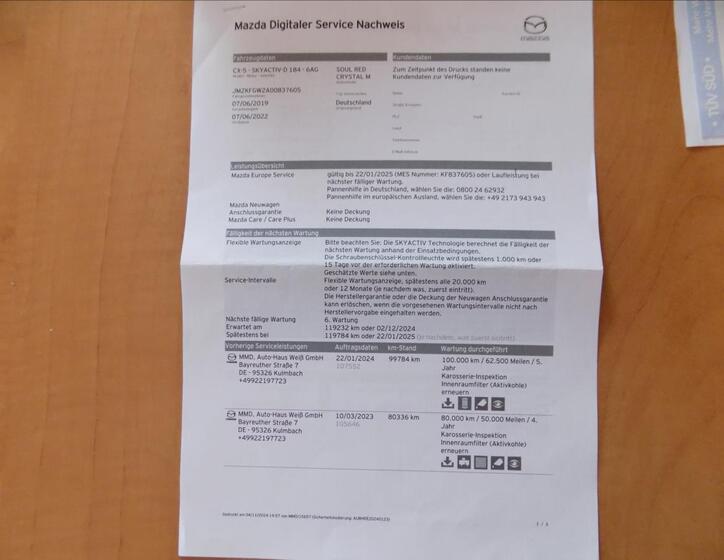 Mazda Digitaler Service Nachweis
mazda
Fahrzeugdaten
Kundendaten
CX-5 - SKYACTIV-D 184 - 6AG
SOUL RED
CRYSTAL M
Zum Zeitpunkt des Drucks standen keine
Kundendaten zur Verfügung
JMZKFGW2A00837605
07/06/2019
Deutschland
07/06/2022
Leistungsübersicht
Mazda Europe Service
gültig bis 22/01/2025 (MES Nummer: KF837605) oder Laufleistung bei
nächster fälliger Wartung.
Pannenhilfe in Deutschland, wählen Sie die: 0800 24 62932
Pannenhilfe im europäischen Ausland, wählen Sie die: +49 2173 943 943
Mazda Neuwagen
Anschlussgarantie
Keine Deckung
Mazda Care / Care Plus
Keine Deckung
Fälligkeit der nächsten Wartung
Flexible Wartungsanzeige
Bitte beachten Sie: Die SKYACTIV Technologie berechnet die Fälligkeit der
nächsten Wartung anhand der Einsatzbedingungen.
Die Schraubenschlüssel-Kontrollleuchte wird spätestens 1.000 km oder
15 Tage vor der erforderlichen Wartung aktiviert.
Geschätzte Werte siehe unten.
Service-Intervalle
Flexible Wartungsanzeige, spätestens alle 20.000 km
oder 12 Monate (je nachdem was, zuerst eintritt).
Die Herstellergarantie oder die Deckung der Neuwagen Anschlussgarantie
kann erlöschen, wenn die vorgesehenen Wartungsintervalle nicht nach
Herstellervorgabe eingehalten werden.
Nächste fällige Wartung
6. Wartung
Erwartet am
119232 km oder 02/12/2024
Spätestens bei
119784 km oder 22/01/2025 (je nachdem, was zuerst eintritt)
Vorherige Serviceleistungen
Auftragsdaten
km-Stand
Wartung durchgeführt
MMD, Auto-Haus Weiß GmbH
Bayreuther Straße 7
DE - 95326 Kulmbach
+49922197723
22/01/2024
107552
99784 km
100.000 km / 62.500 Meilen / 5.
Jahr
Karosserie-Inspektion
Innenraumfilter (Aktivkohle)
erneuern
MMD, Auto-Haus Weiß GmbH
Bayreuther Straße 7
DE - 95326 Kulmbach
+49922197723
10/03/2023
105646
80336 km
80.000 km / 50.000 Meilen / 4.
Jahr
Karosserie-Inspektion
Innenraumfilter (Aktivkohle)
erneuern
1 / 3
• TÜV SÜD •